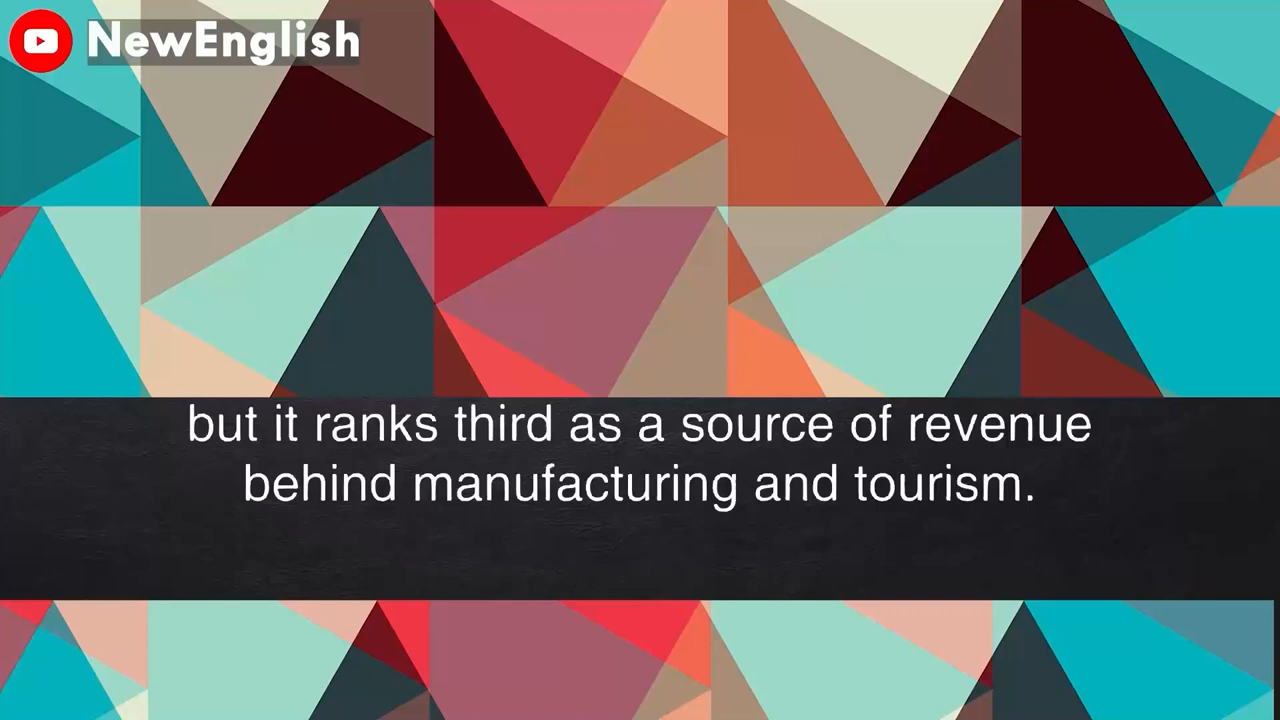 NewEnglish
but it ranks third as a source of revenue
behind manufacturing and tourism.